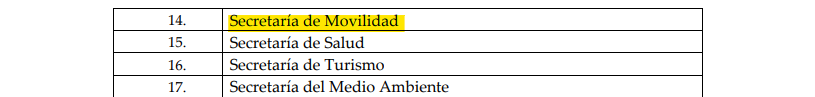 14. Secretaría de Movilidad
15. Secretaría de Salud
16. Secretaría de Turismo
17. Secretaría del Medio Ambiente